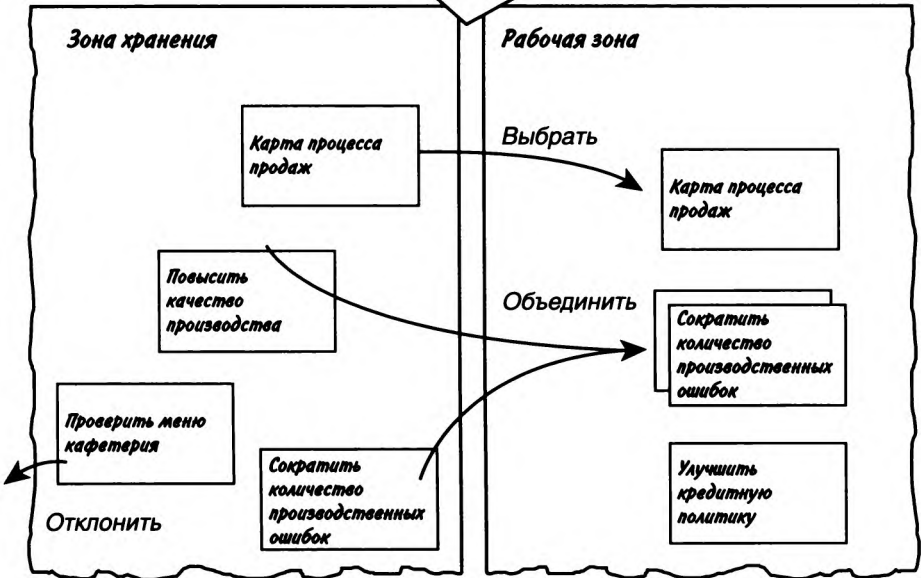 Зона хранения
Карта процесса
продаж
Повысить
качество
производства
Проверить меню
кафетерия
Отклонить
Сократить
количество
производственных
ошибок
Рабочая зона
Выбрать
Карта процесса
продаж
Объединить
Сократить
количество
производственных
ошибок
Улучшить
кредитную
политику